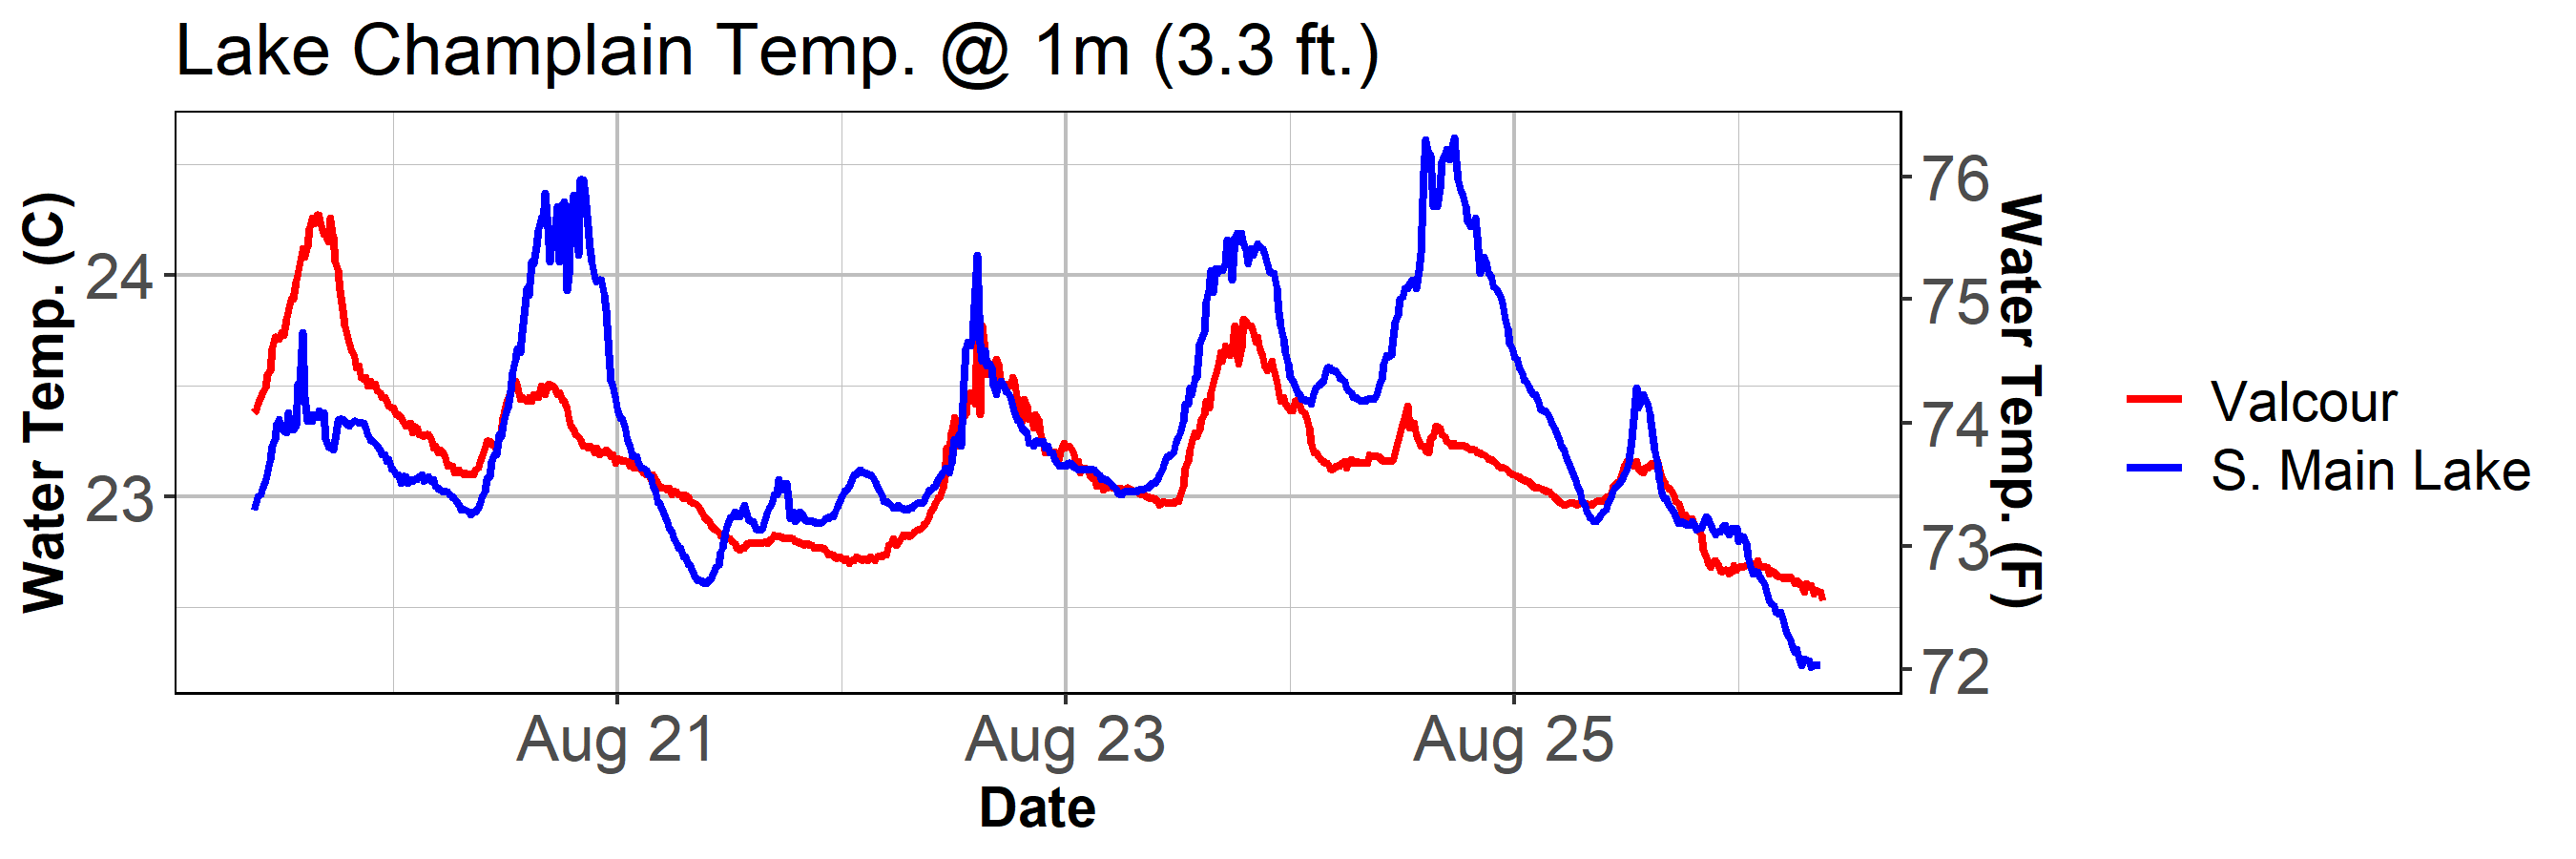 Lake Champlain Temp. @ 1m (3.3 ft.)
Water Temp. (C)
24
23
76
75
74
73
72
Water Temp. (F)
Valcour
S. Main Lake
Aug 21
Aug 23
Aug 25
Date